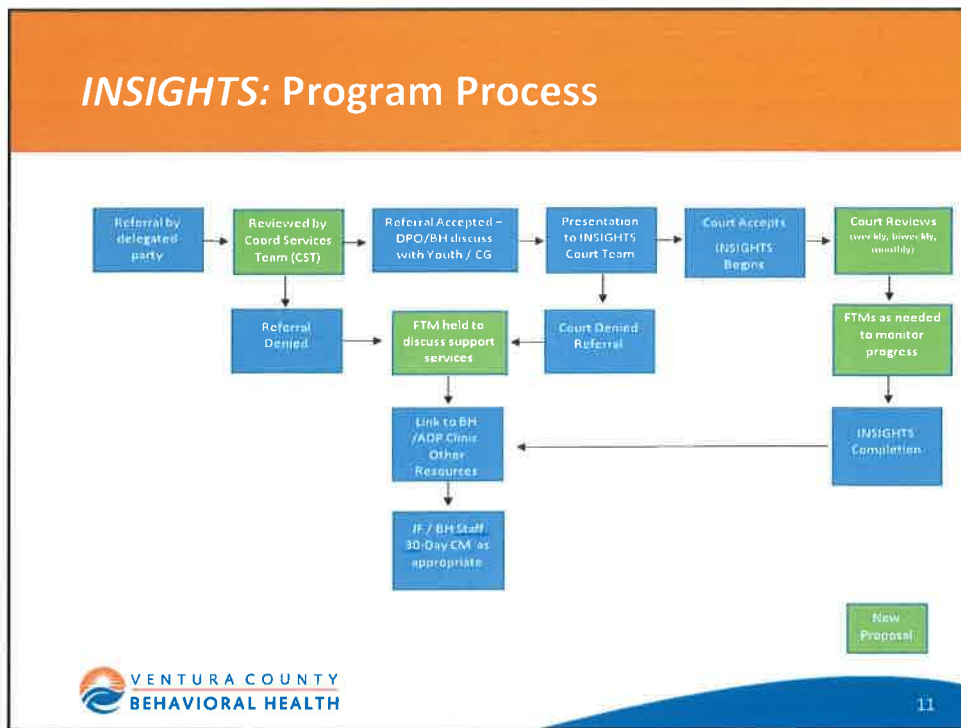 INSIGHTS: Program Process
Referral by
delegated
party
Reviewed by
Coord Services
Team (CST)
Referral Accepted –
DPO/BH discuss
with Youth / CG
Presentation
to INSIGHTS
Court Team
Court Accepts
INSIGHTS
Begins
Court Reviews
(weekly, biweekly,
monthly)
Referral
Denied
FTM held to
discuss support
services
Court Denied
Referral
FTMs as needed
to monitor
progress
Link to BH
/ADP Clinic
Other
Resources
INSIGHTS
Completion
/ BH Staff
30-Day CM as
appropriate
New
Proposal
VENTURA COUNTY
BEHAVIORAL HEALTH
11